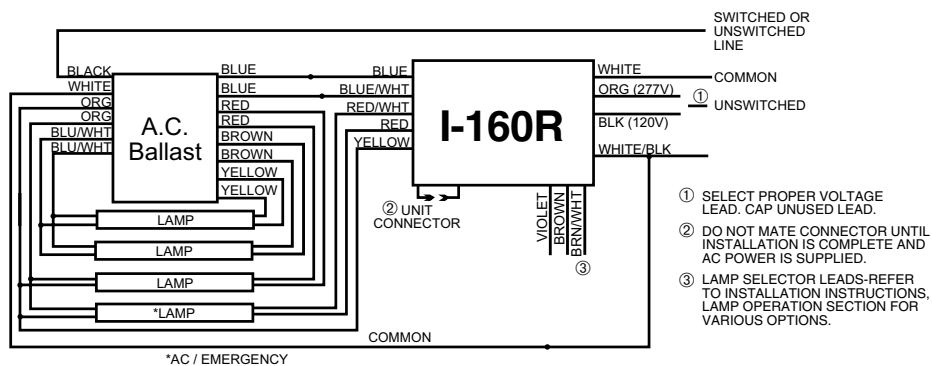 SWITCHED OR
UNSWITCHED
LINE
BLACK
WHITE
ORG
ORG
BLU/WHT
BLU/WHT
A.C.
Ballast
BLUE
BLUE
RED
RED
BROWN
BROWN
YELLOW
YELLOW
BLUE
BLUE/WHT
RED/WHT
RED
YELLOW
I-160R
WHITE
ORG (277V)
BLK (120V)
WHITE/BLK
COMMON
① UNSWITCHED
② UNIT
CONNECTOR
VIOLET
BROWN
BRN/WHT
③
LAMP
LAMP
LAMP
*LAMP
COMMON
*AC / EMERGENCY
① SELECT PROPER VOLTAGE
LEAD. CAP UNUSED LEAD.
② DO NOT MATE CONNECTOR UNTIL
INSTALLATION IS COMPLETE AND
AC POWER IS SUPPLIED.
③ LAMP SELECTOR LEADS-REFER
TO INSTALLATION INSTRUCTIONS,
LAMP OPERATION SECTION FOR
VARIOUS OPTIONS.